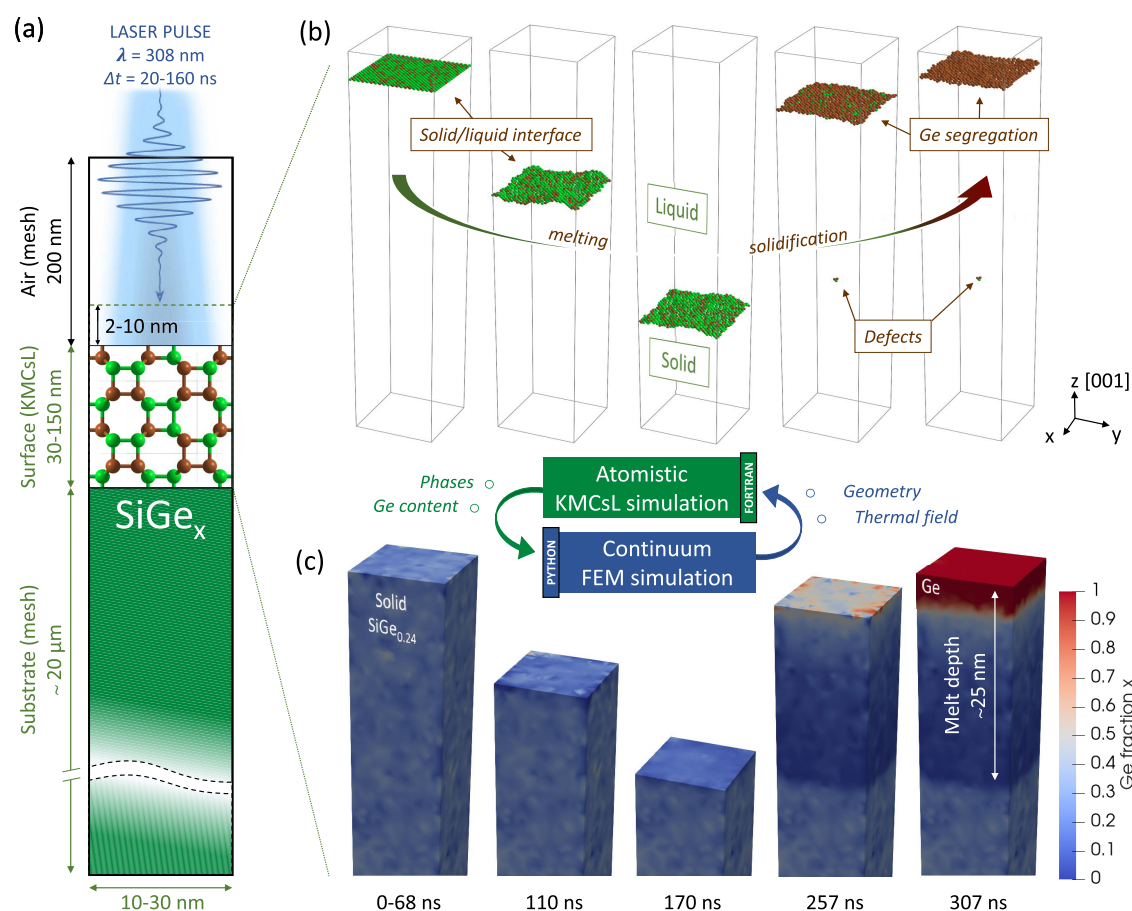 (a)
LASER PULSE
λ = 308 nm
Δt = 20-160 ns
Air (mesh)
200 nm
2-10 nm
Surface (KMCsL)
30-150 nm
SiGex
Substrate (mesh)
~ 20 µm
10-30 nm
(b)
Solid/liquid interface
Ge segregation
melting
Liquid
Solid
solidification
Defects
z [001]
x
y
Phases
Ge content
Atomistic
KMCsL simulation
FORTRAN
Geometry
Thermal field
PYTHON
Continuum
FEM simulation
(c)
Solid
SiGe0.24
Ge
Melt depth
~25 nm
1
0.9
0.8
0.7
0.6
0.5
0.4
0.3
0.2
0.1
0
Ge fraction x
0-68 ns
110 ns
170 ns
257 ns
307 ns